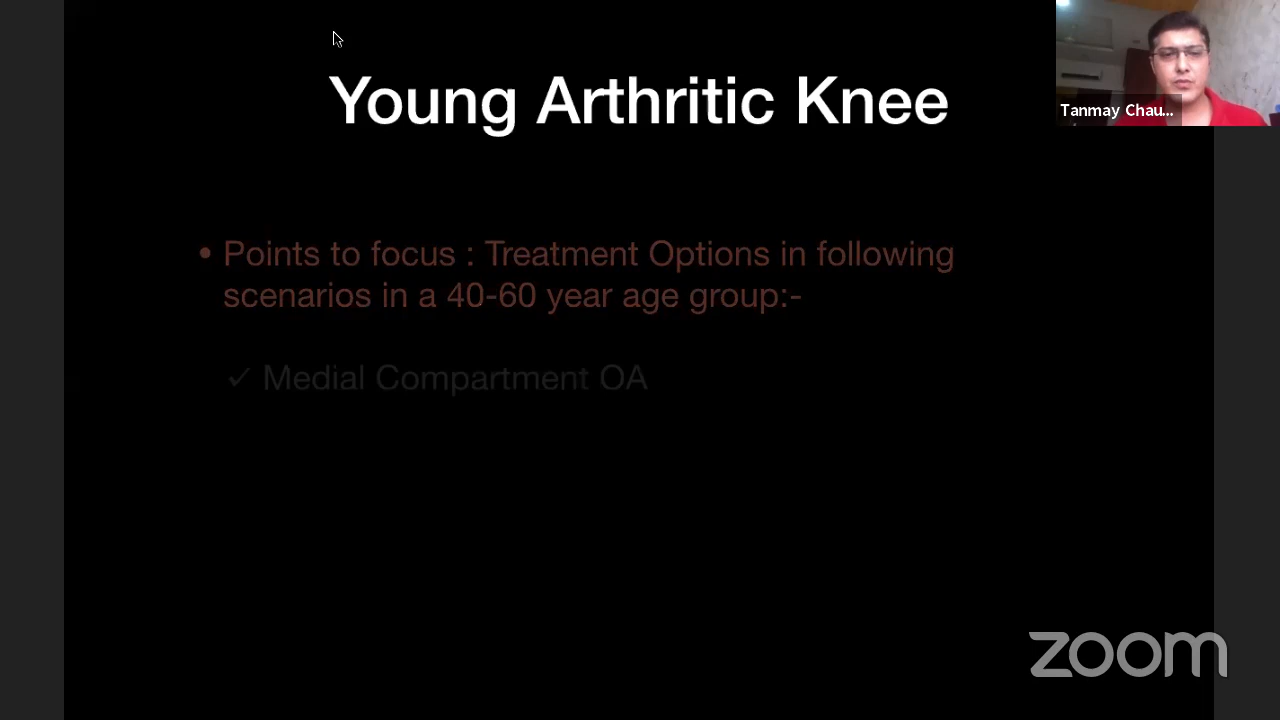 Young Arthritic Knee
Tanmay Chau...
• Points to focus : Treatment Options in following
scenarios in a 40-60 year age group:-
✓ Medial Compartment OA
zoom